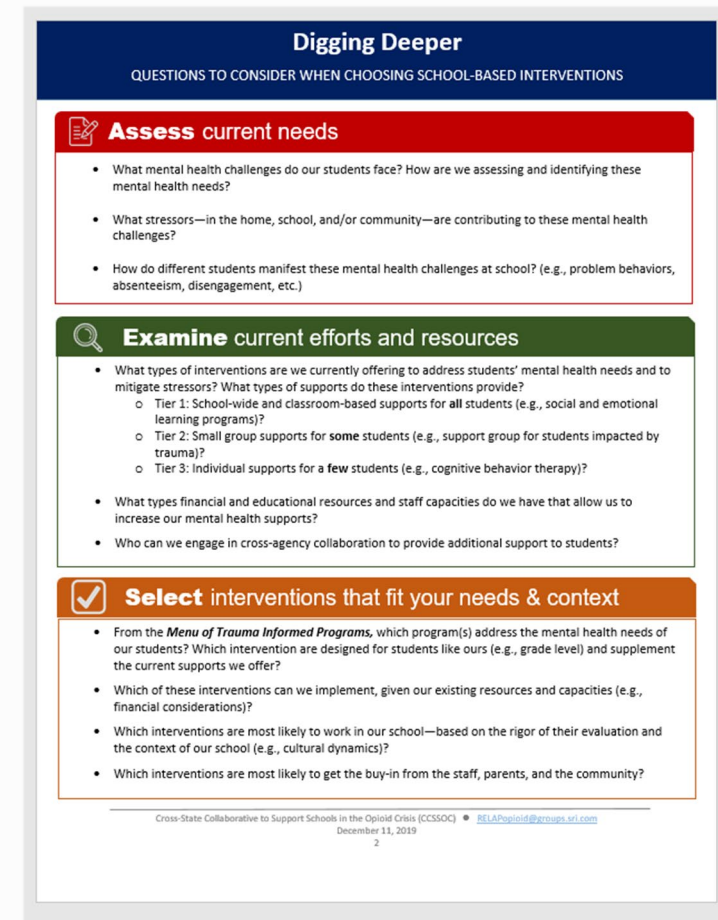 Digging Deeper
QUESTIONS TO CONSIDER WHEN CHOOSING SCHOOL-BASED INTERVENTIONS
Assess current needs
• What mental health challenges do our students face? How are we assessing and identifying these
mental health needs?
• What stressors—in the home, school, and/or community—are contributing to these mental health
challenges?
• How do different students manifest these mental health challenges at school? (e.g., problem behaviors,
absenteeism, disengagement, etc.)
Examine current efforts and resources
• What types of interventions are we currently offering to address students' mental health needs and to
mitigate stressors? What types of supports do these interventions provide?
o Tier 1: School-wide and classroom-based supports for all students (e.g., social and emotional
learning programs)?
o Tier 2: Small group supports for some students (e.g., support group for students impacted by
trauma)?
o Tier 3: Individual supports for a few students (e.g., cognitive behavior therapy)?
• What types financial and educational resources and staff capacities do we have that allow us to
increase our mental health supports?
• Who can we engage in cross-agency collaboration to provide additional support to students?
Select interventions that fit your needs & context
• From the Menu of Trauma Informed Programs, which program(s) address the mental health needs of
our students? Which intervention are designed for students like ours (e.g., grade level) and supplement
the current supports we offer?
• Which of these interventions can we implement, given our existing resources and capacities (e.g.,
financial considerations)?
• Which interventions are most likely to work in our school—based on the rigor of their evaluation and
the context of our school (e.g., cultural dynamics)?
• Which interventions are most likely to get the buy-in from the staff, parents, and the community?
Cross-State Collaborative to Support Schools in the Opioid Crisis (CCSSOC) ● RELAPopioid@groups.sri.com
December 11, 2019
2